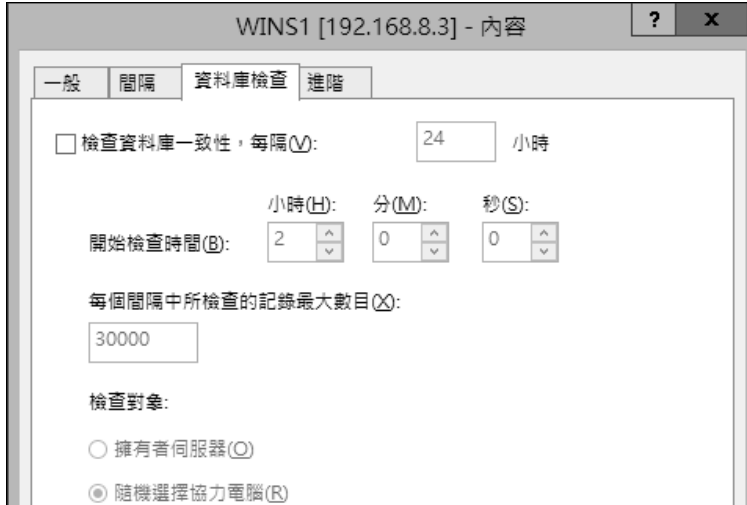 WINS1 [192.168.8.3] - 內容 ? x
一般 間隔 資料庫檢查 進階
檢查資料庫一致性，每隔(V): 24 小時
小時(H): 分(M): 秒(S):
開始檢查時間(B): 2 0 0
每個間隔中所檢查的記錄最大數目(X):
30000
檢查對象:
擁有者伺服器(O)
隨機選擇協力電腦(R)